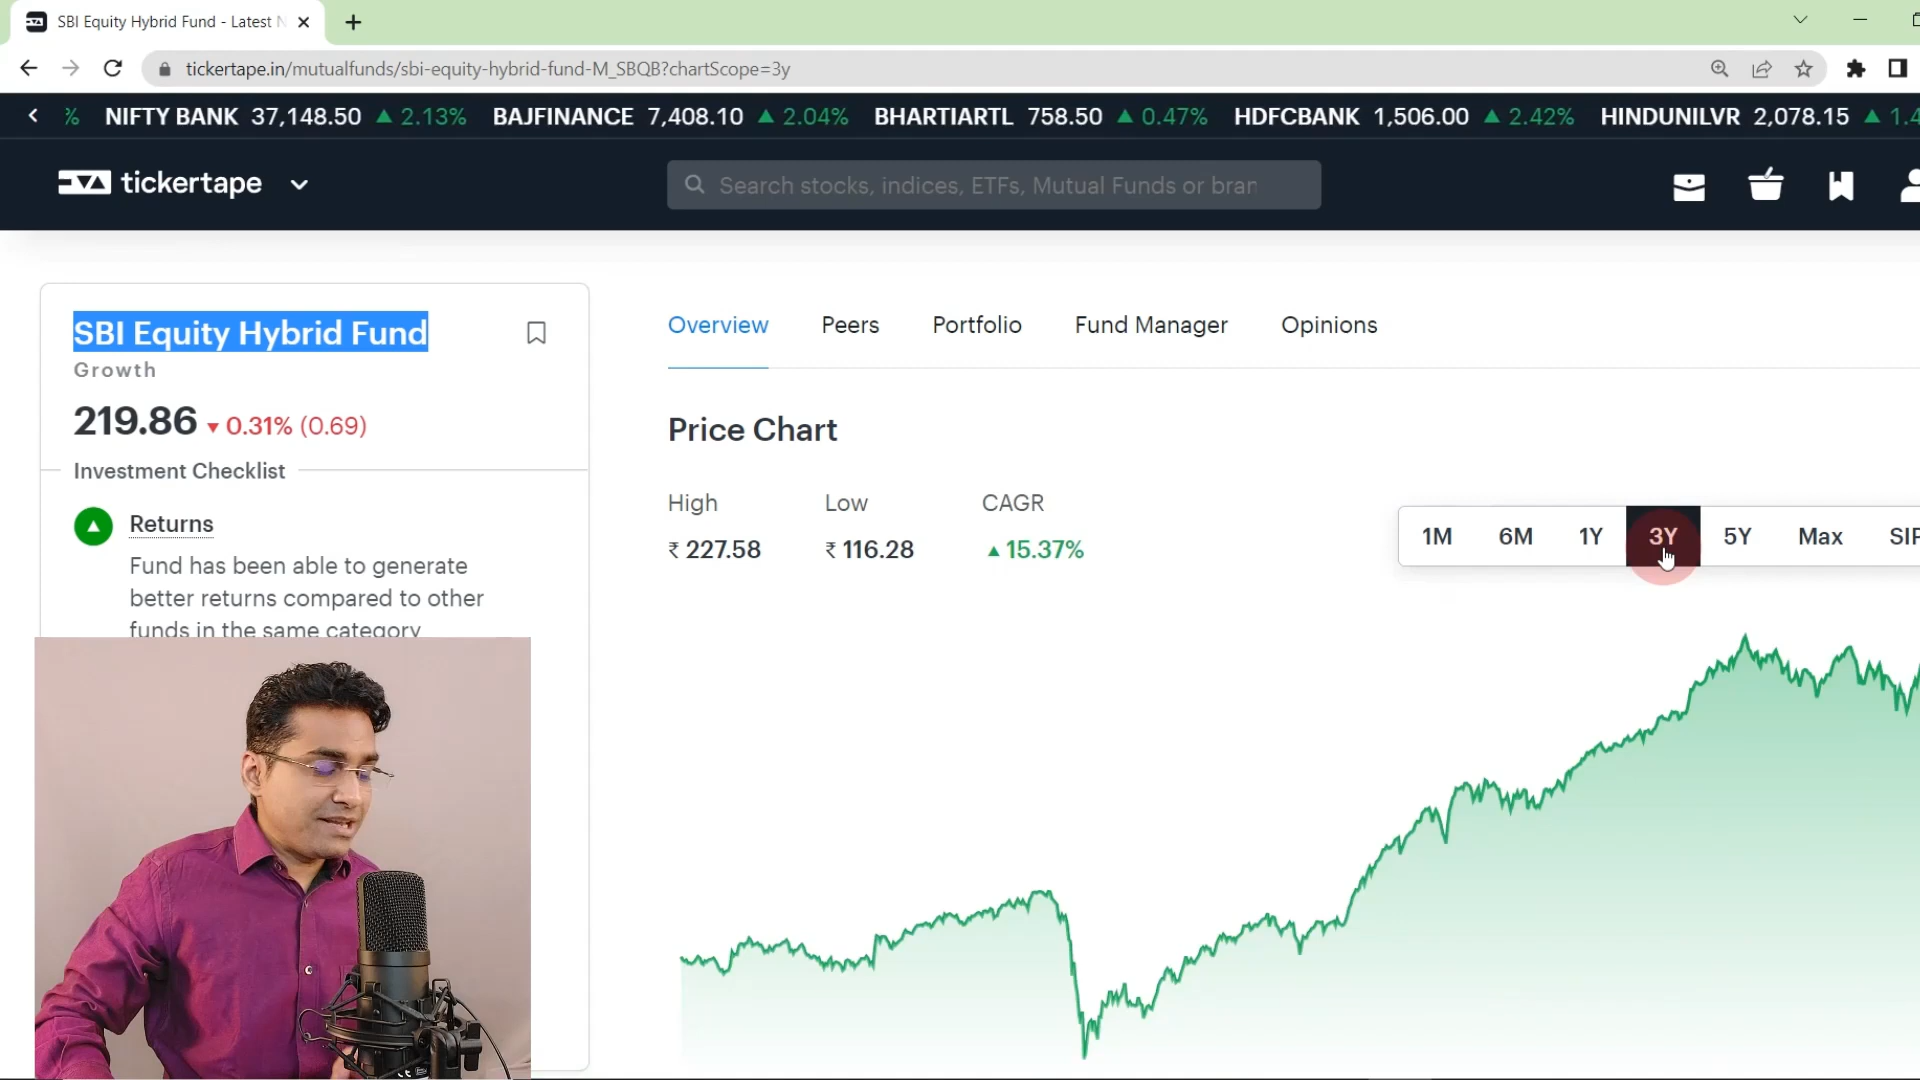 SBI Equity Hybrid Fund - Latest
tickertape.in/mutualfunds/sbi-equity-hybrid-fund-M_SBQB?chartScope=3y
% NIFTY BANK 37,148.50 ▲ 2.13% BAJFINANCE 7,408.10 ▲ 2.04% BHARTIARTL 758.50 ▲ 0.47% HDFCBANK 1,506.00 ▲ 2.42% HINDUNILVR 2,078.15 ▲ 1.4
tickertape
Search stocks, indices, ETFs, Mutual Funds or bran
SBI Equity Hybrid Fund
Growth
219.86 ▼ 0.31% (0.69)
Investment Checklist
Returns
Fund has been able to generate
better returns compared to other
funds in the same category
Overview Peers Portfolio Fund Manager Opinions
Price Chart
High Low CAGR
₹ 227.58 ₹ 116.28 ▲ 15.37%
1M 6M 1Y 3Y 5Y Max SIP